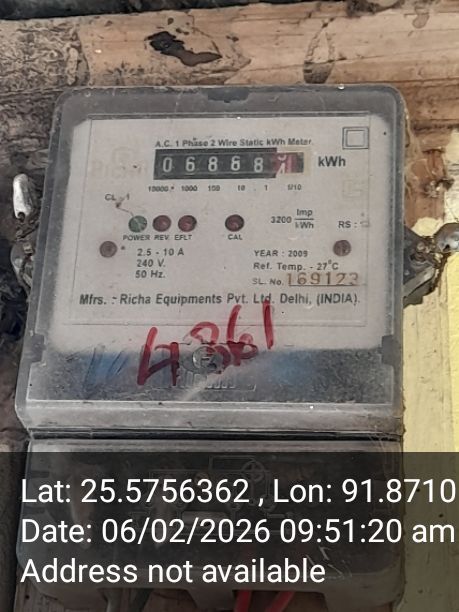 A.C. 1 Phase 2 Wire Static kWh Meter
06868 kWh
10000 1000 100 10 1 1/10
CL - 1
POWER REV EFLT CAL 3200 Imp/kWh RS :
2.5 - 10 A YEAR : 2009
240 V. Ref. Temp. - 27°C
50 Hz. SL. No. 169123
Mfrs. : Richa Equipments Pvt. Ltd. Delhi, (INDIA).
4861
Lat: 25.5756362 , Lon: 91.8710
Date: 06/02/2026 09:51:20 am
Address not available